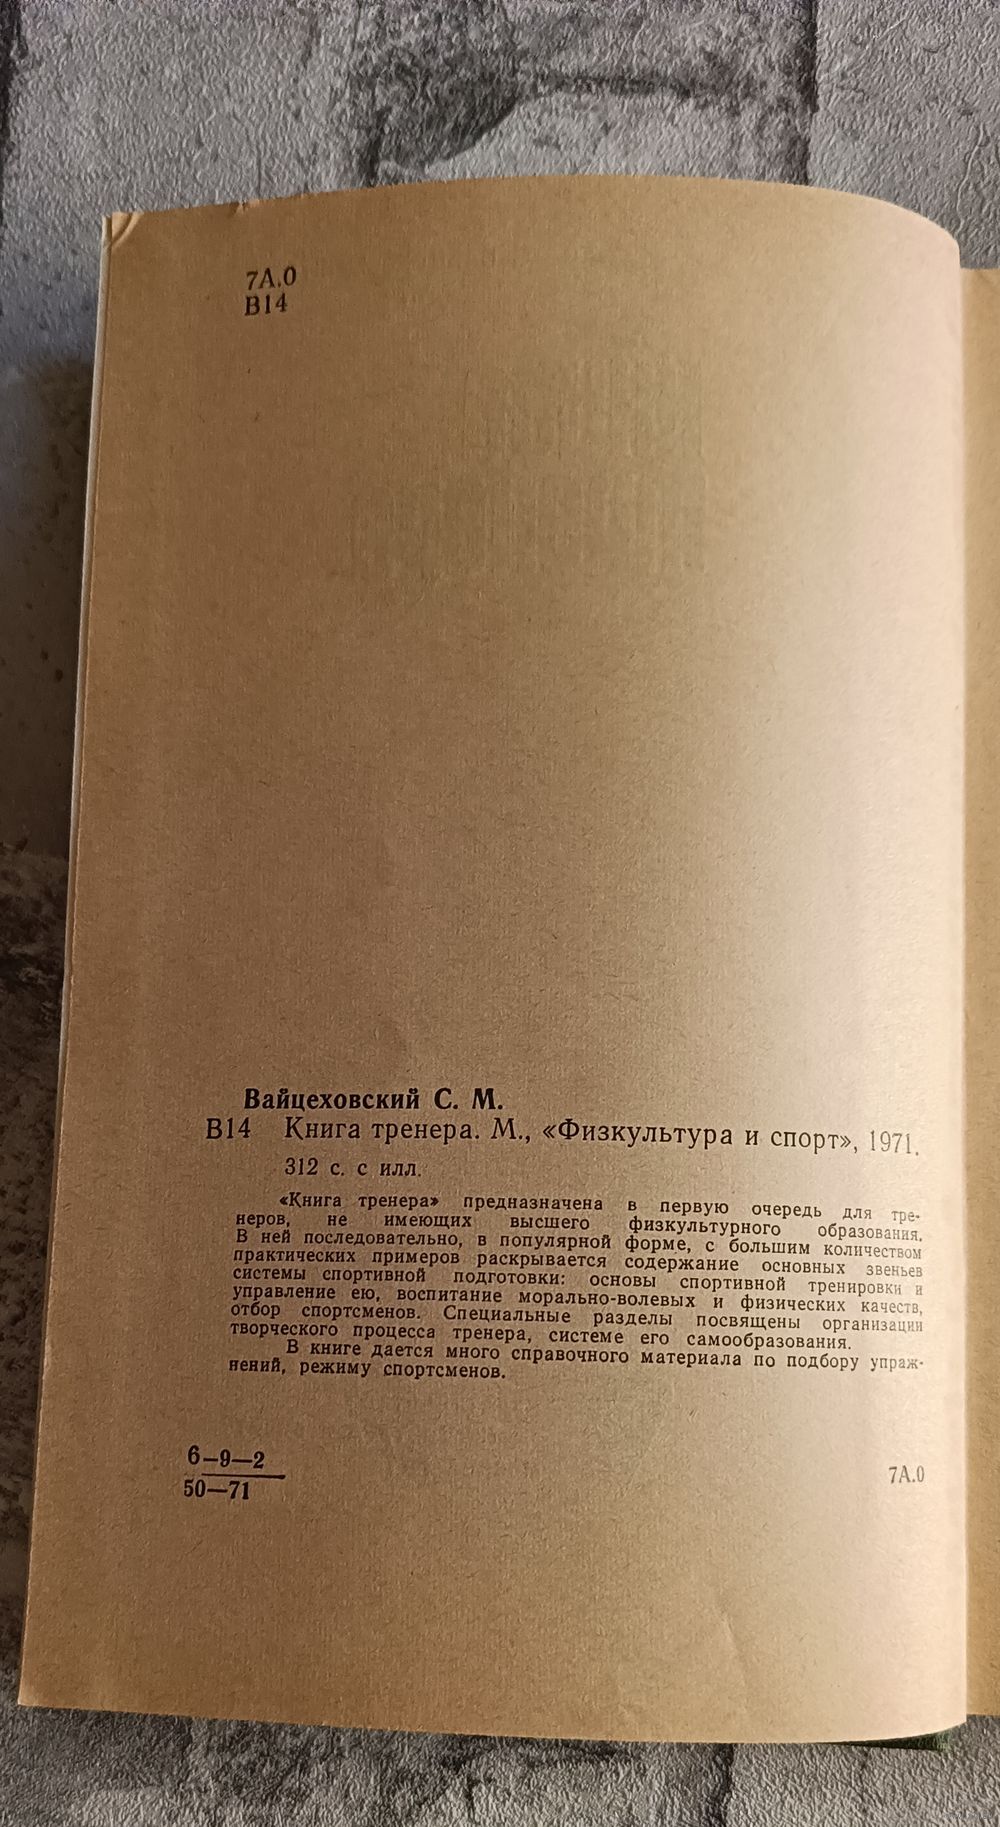 7А.0
В14
Вайцеховский С. М.
В14 Книга тренера. М., «Физкультура и спорт», 1971.
312 с. с илл.
«Книга тренера» предназначена в первую очередь для тре-
неров, не имеющих высшего физкультурного образования.
В ней последовательно, в популярной форме, с большим количеством
практических примеров раскрывается содержание основных звеньев
системы спортивной подготовки: основы спортивной тренировки и
управление ею, воспитание морально-волевых и физических качеств,
отбор спортсменов. Специальные разделы посвящены организации
творческого процесса тренера, системе его самообразования.
В книге дается много справочного материала по подбору упраж-
нений, режиму спортсменов.
6—9—2
50—71
7А.0